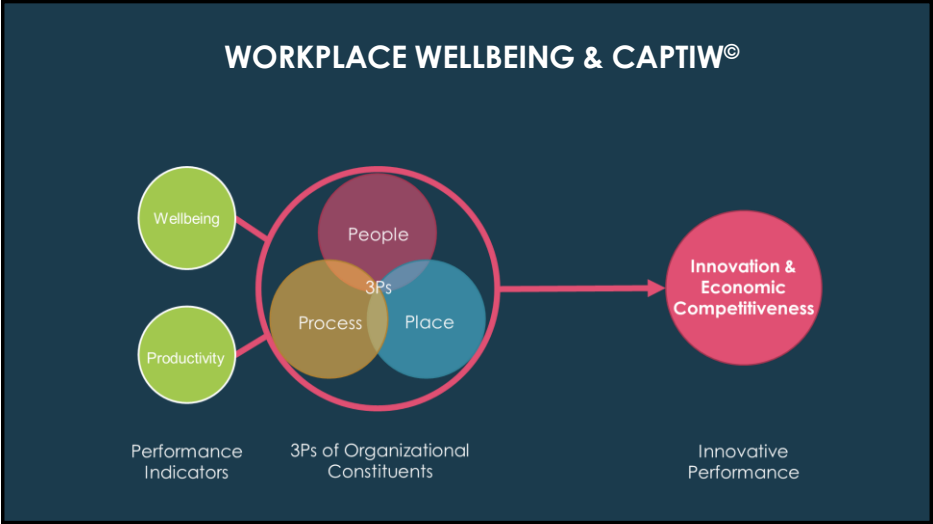 WORKPLACE WELLBEING & CAPTIW©
Wellbeing
Productivity
People
3Ps
Process
Place
Innovation &
Economic
Competitiveness
Performance
Indicators
3Ps of Organizational
Constituents
Innovative
Performance